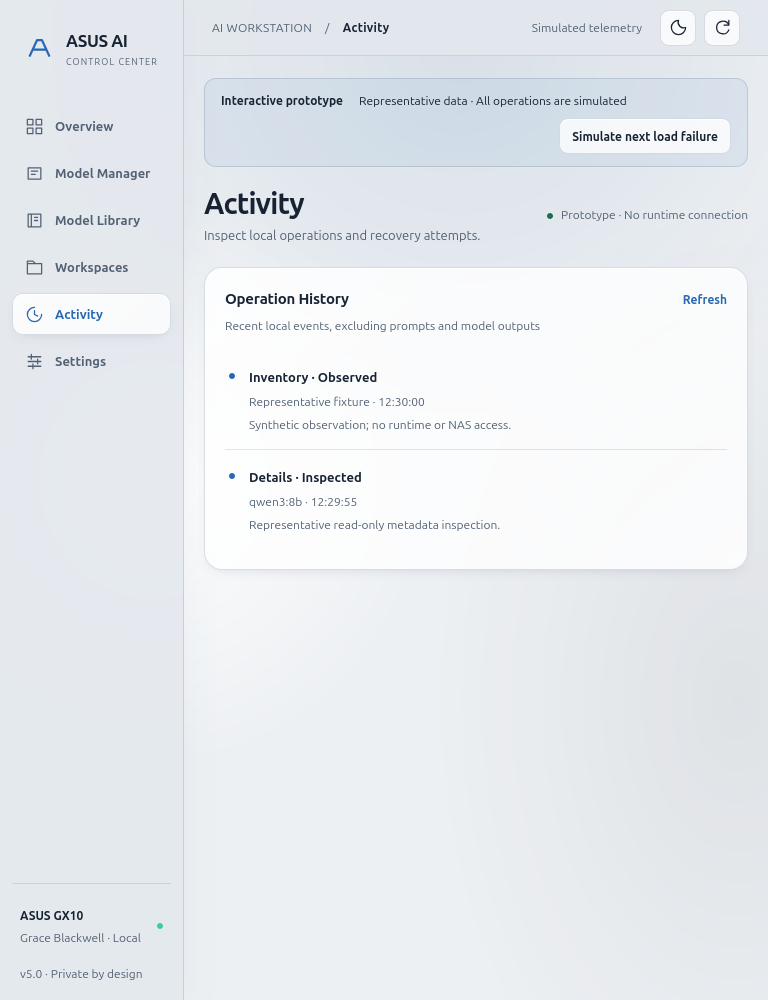 ASUS AI
CONTROL CENTER
Overview
Model Manager
Model Library
Workspaces
Activity
Settings
ASUS GX10
Grace Blackwell · Local
v5.0 · Private by design
AI WORKSTATION / Activity
Simulated telemetry
Interactive prototype Representative data · All operations are simulated
Simulate next load failure
Activity
Inspect local operations and recovery attempts.
Prototype · No runtime connection
Operation History
Refresh
Recent local events, excluding prompts and model outputs
Inventory · Observed
Representative fixture · 12:30:00
Synthetic observation; no runtime or NAS access.
Details · Inspected
qwen3:8b · 12:29:55
Representative read-only metadata inspection.